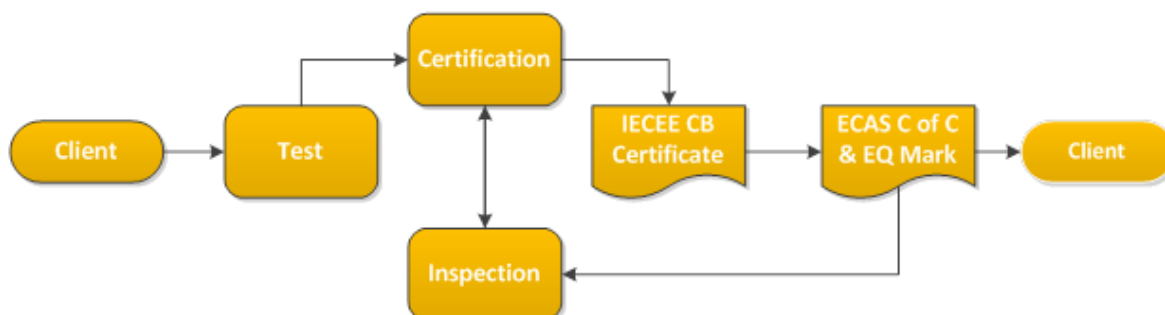 Certification
Client
Test
IECEE CB
Certificate
ECAS C of C
& EQ Mark
Client
Inspection